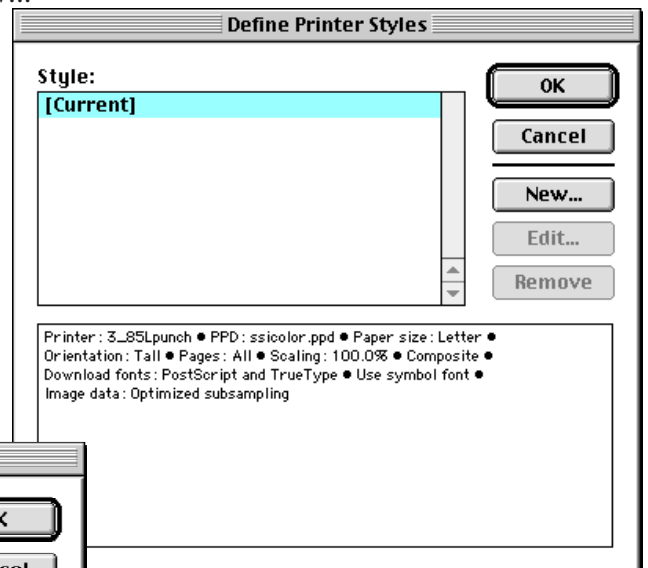 Define Printer Styles
Style:
[Current]
OK
Cancel
New...
Edit...
Remove
Printer : 3_85Lpunch ● PPD : ssicolor.ppd ● Paper size : Letter ●
Orientation : Tall ● Pages : All ● Scaling : 100.0% ● Composite ●
Download fonts : PostScript and TrueType ● Use symbol font ●
Image data : Optimized subsampling